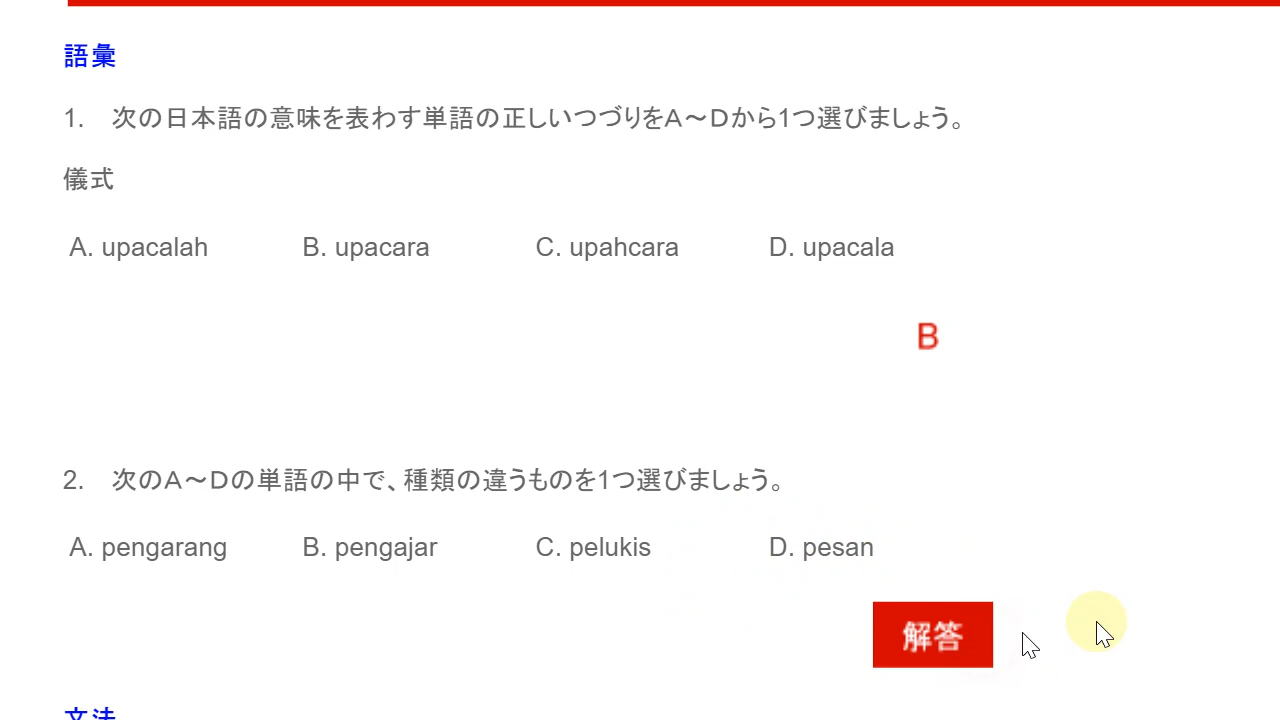 語彙
1. 次の日本語の意味を表わす単語の正しいつづりをA～Dから1つ選びましょう。
儀式
A. upacalah B. upacara C. upahcara D. upacala
B
2. 次のA～Dの単語の中で、種類の違うものを1つ選びましょう。
A. pengarang B. pengajar C. pelukis D. pesan
解答
文法